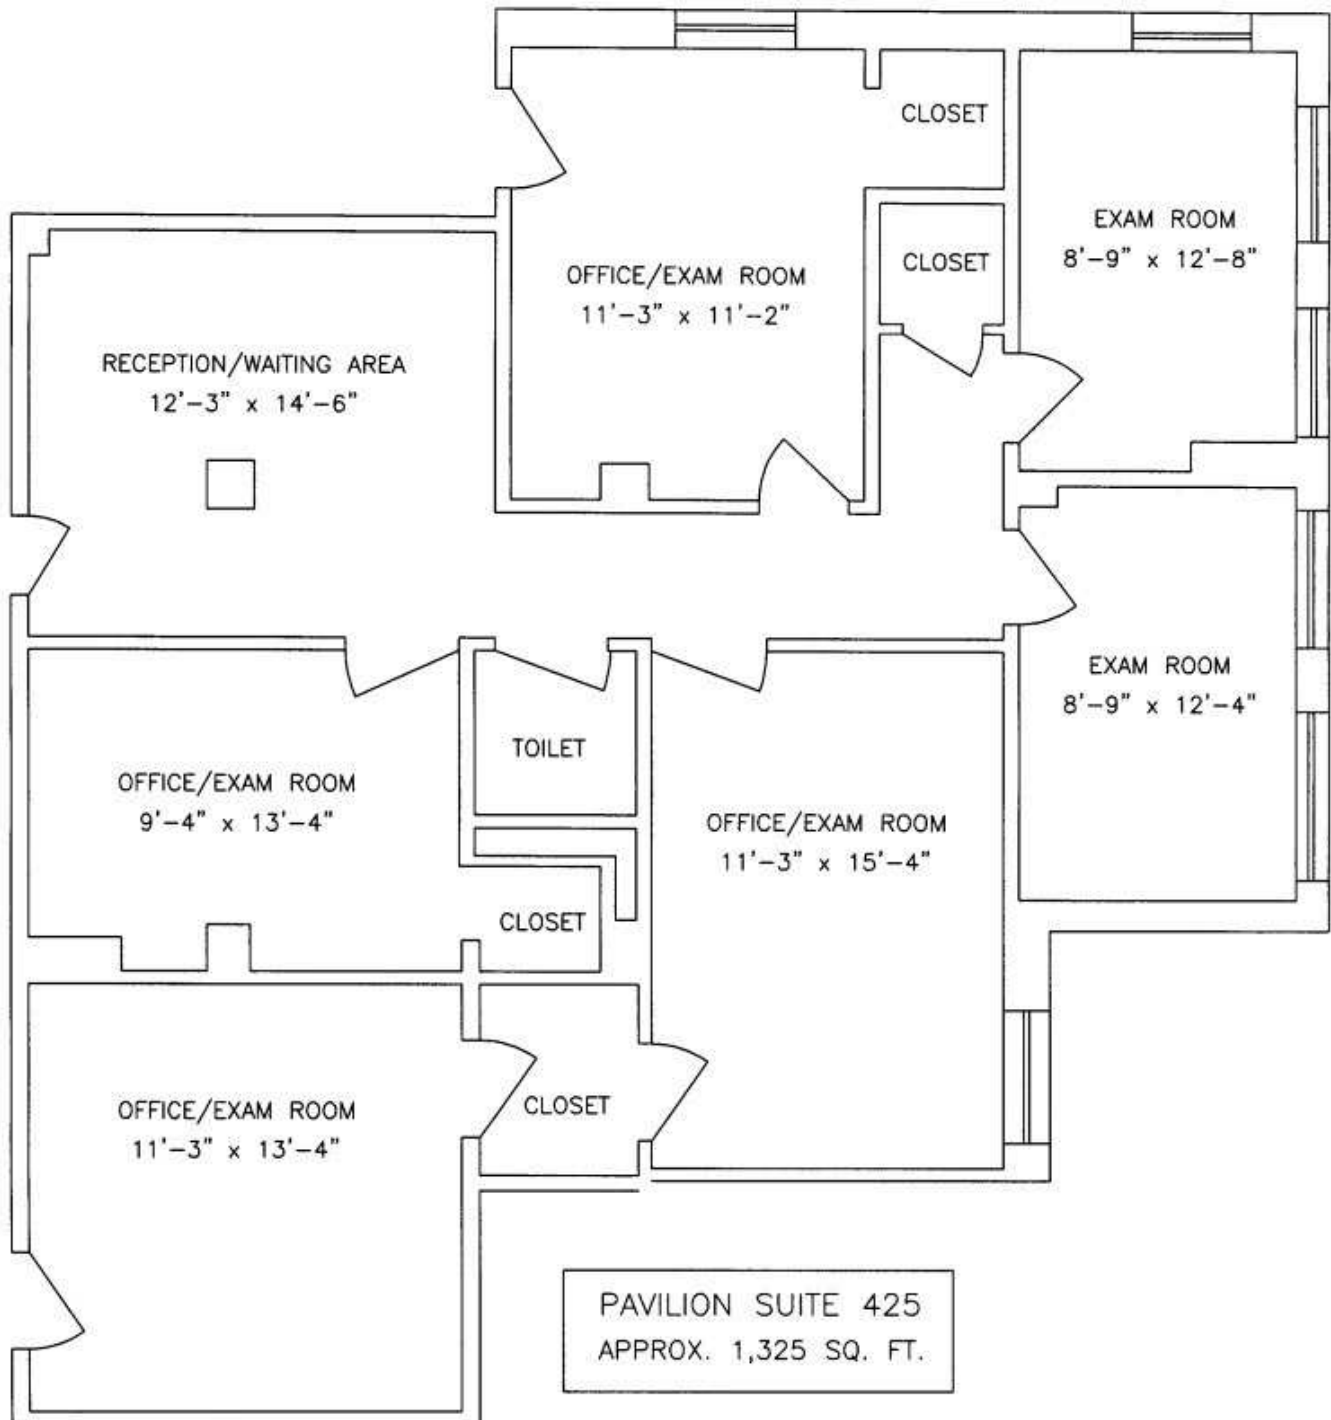 CLOSET
EXAM ROOM
8'-9" x 12'-8"
CLOSET
OFFICE/EXAM ROOM
11'-3" x 11'-2"
RECEPTION/WAITING AREA
12'-3" x 14'-6"
EXAM ROOM
8'-9" x 12'-4"
TOILET
OFFICE/EXAM ROOM
9'-4" x 13'-4"
OFFICE/EXAM ROOM
11'-3" x 15'-4"
CLOSET
OFFICE/EXAM ROOM
11'-3" x 13'-4"
CLOSET
PAVILION SUITE 425
APPROX. 1,325 SQ. FT.